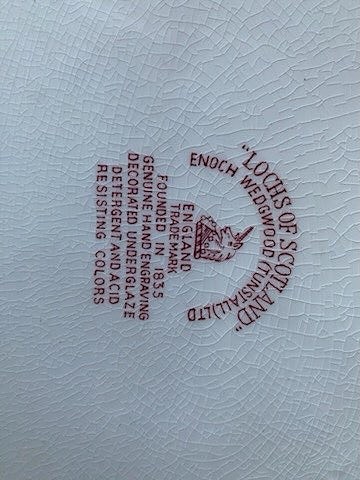 "LOCHS OF SCOTLAND"
ENOCH WEDGWOOD (TUNSTALL) LTD
ENGLAND
TRADEMARK
FOUNDED IN 1835
GENUINE HAND ENGRAVING
DECORATED UNDERGLAZE
DETERGENT AND ACID
RESISTING COLORS